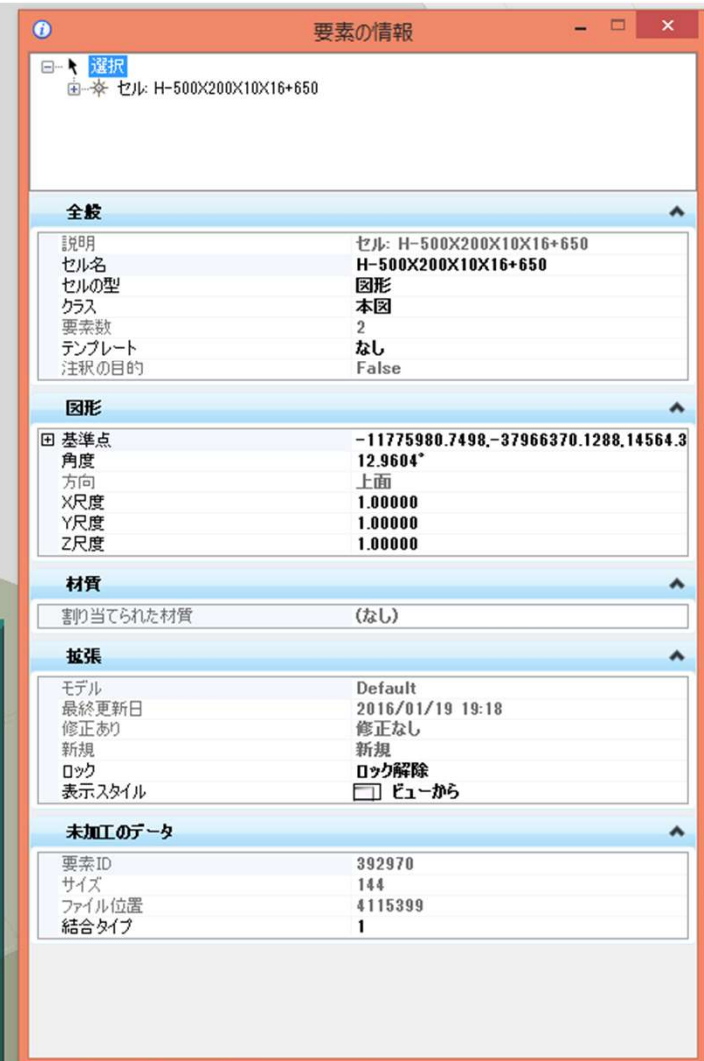 要素の情報
選択
セル: H-500X200X10X16+650
全般
説明 セル: H-500X200X10X16+650
セル名 H-500X200X10X16+650
セルの型 図形
クラス 本図
要素数 2
テンプレート なし
注釈の目的 False
図形
基準点 -11775980.7498,-37966370.1288,14564.3
角度 12.9604°
方向 上面
X尺度 1.00000
Y尺度 1.00000
Z尺度 1.00000
材質
割り当てられた材質 (なし)
拡張
モデル Default
最終更新日 2016/01/19 19:18
修正あり 修正なし
新規 新規
ロック ロック解除
表示スタイル ビューから
未加工のデータ
要素ID 392970
サイズ 144
ファイル位置 4115399
結合タイプ 1